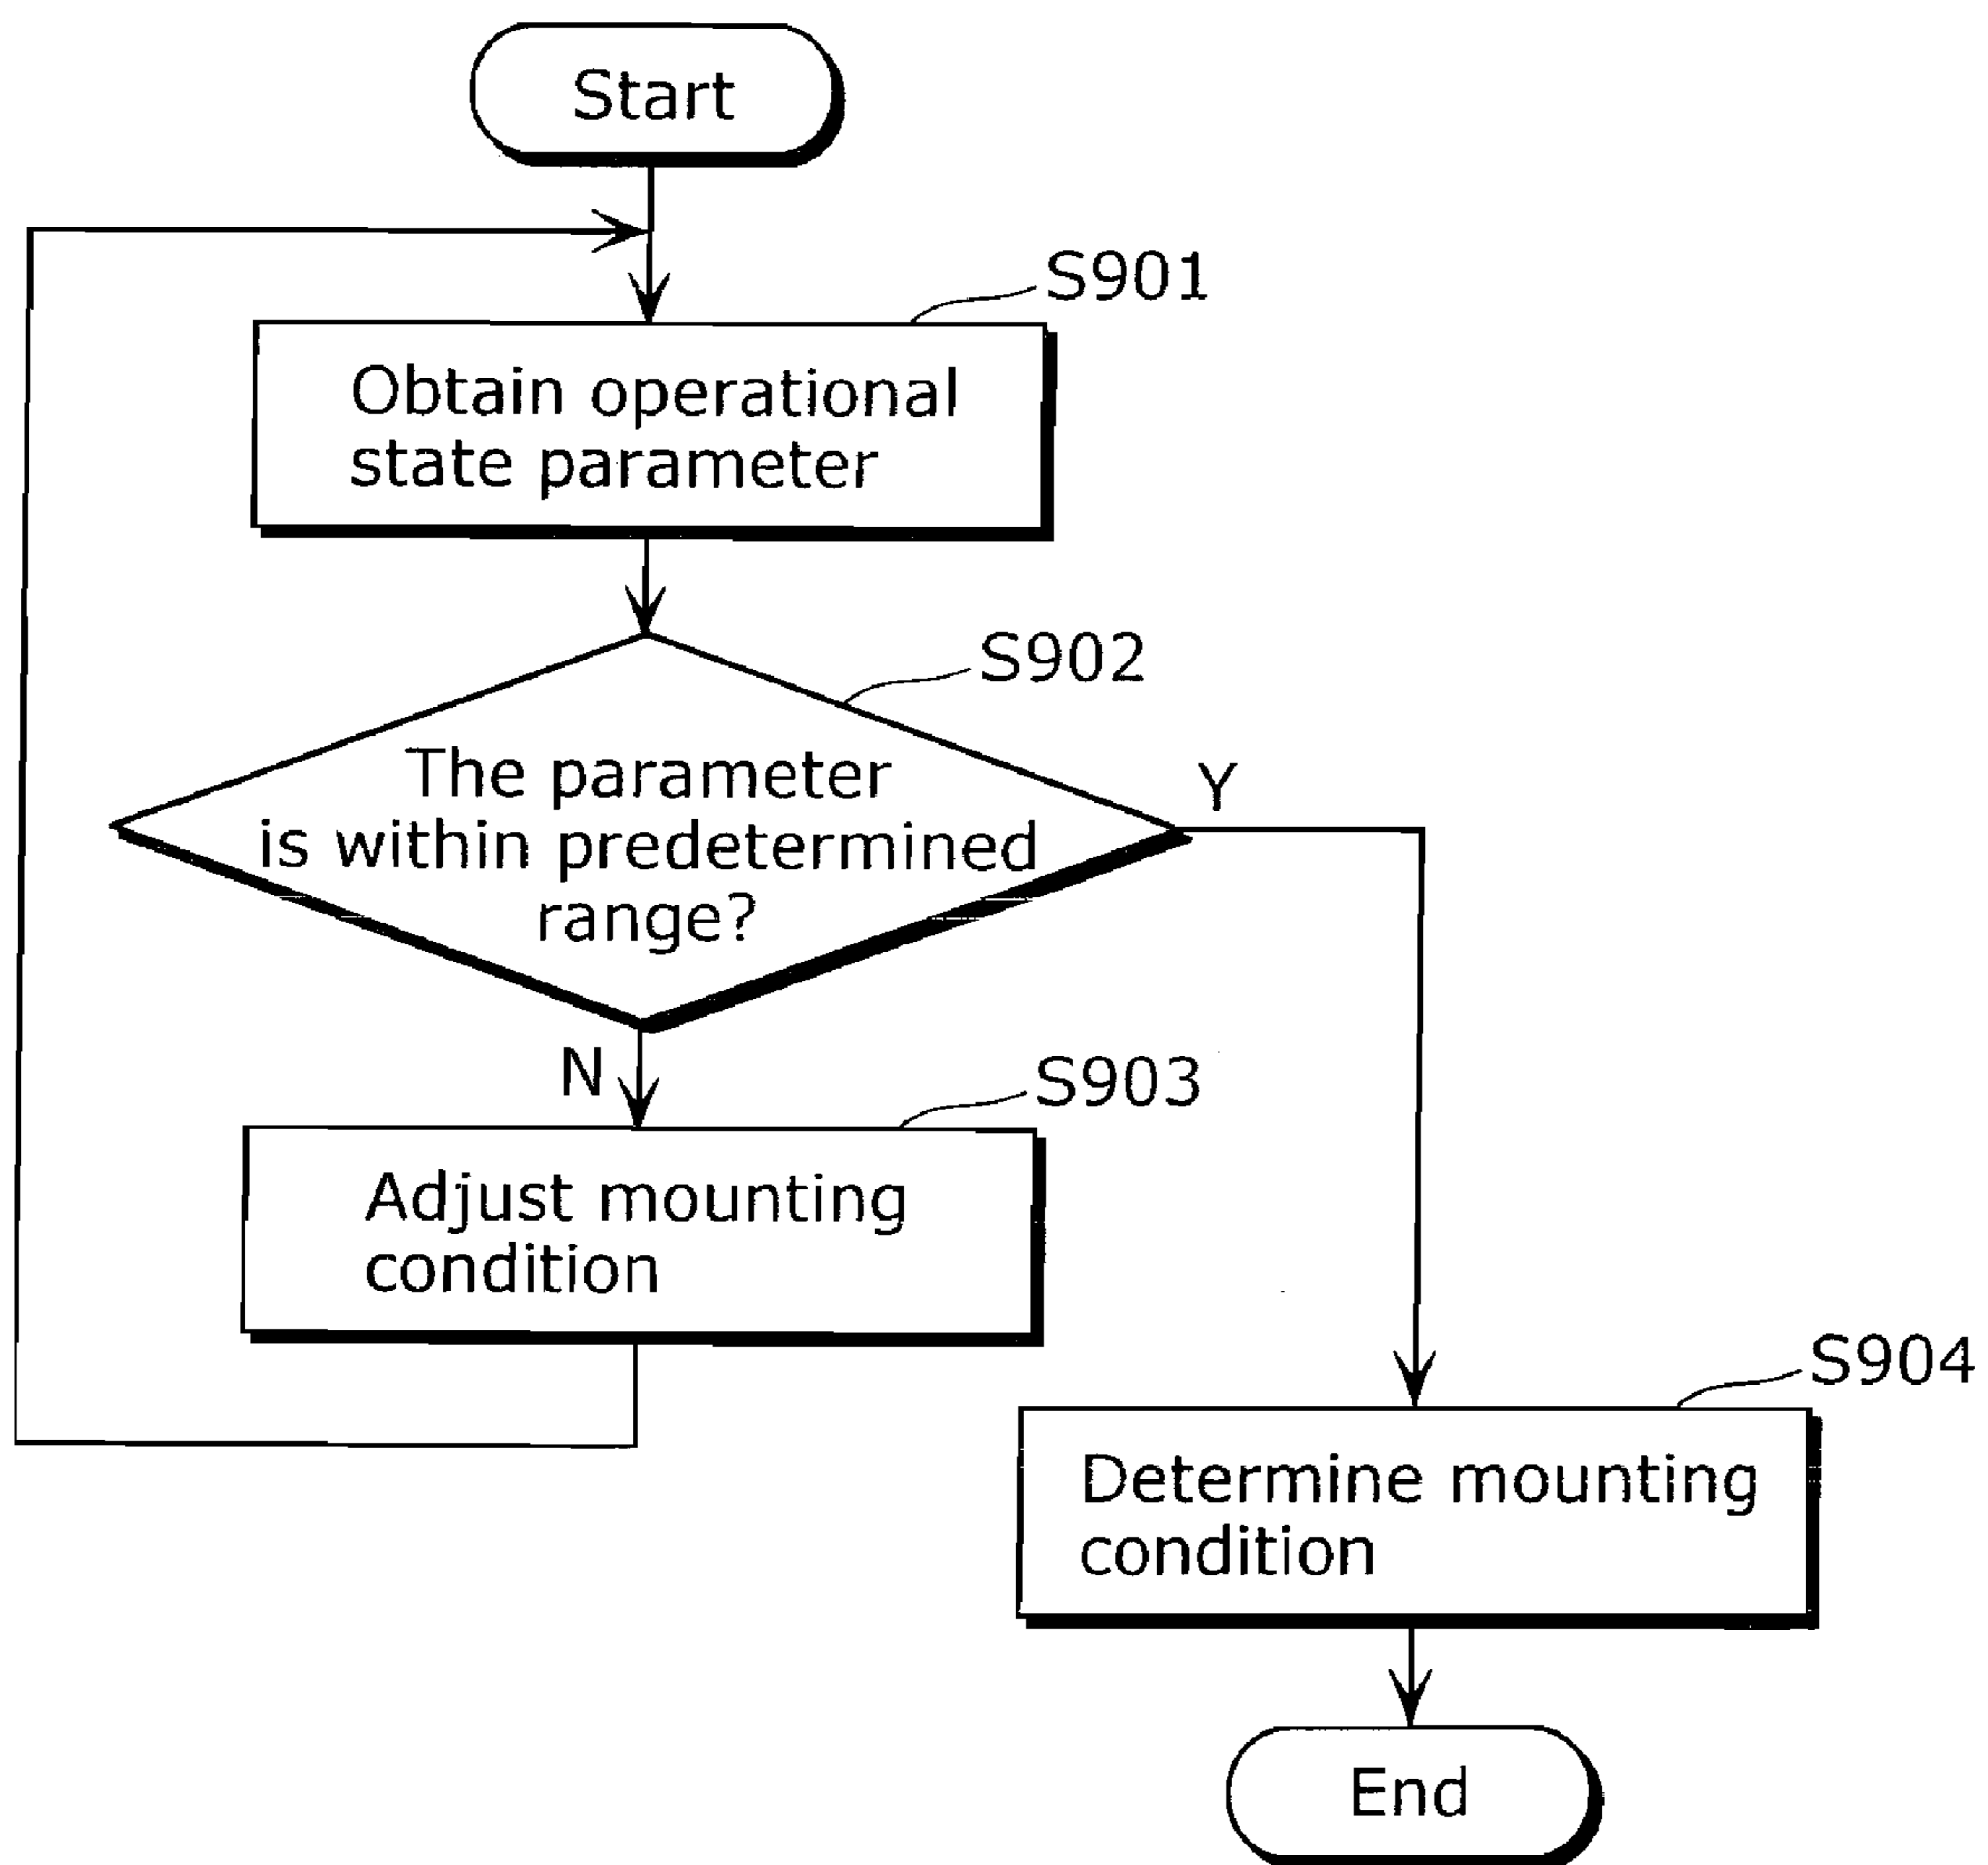 Start
S901
Obtain operational
state parameter
S902
The parameter
is within predetermined
range?
Y
N
S903
Adjust mounting
condition
S904
Determine mounting
condition
End